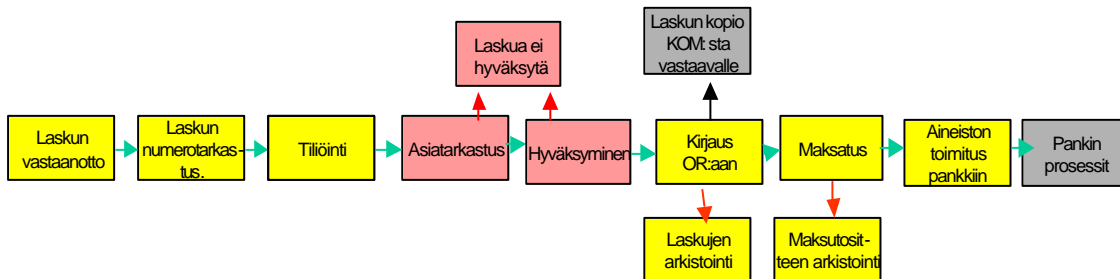 Laskua ei
hyväksytä
Laskun kopio
KOM: sta
vastaavalle
Laskun
vastaanotto
Laskun
numerotarkas-
tus.
Tiliöinti
Asiatarkastus
Hyväksyminen
Kirjaus
OR:aan
Maksatus
Aineiston
toimitus
pankkiin
Pankin
prosessit
Laskujen
arkistointi
Maksutosit-
teen arkistointi